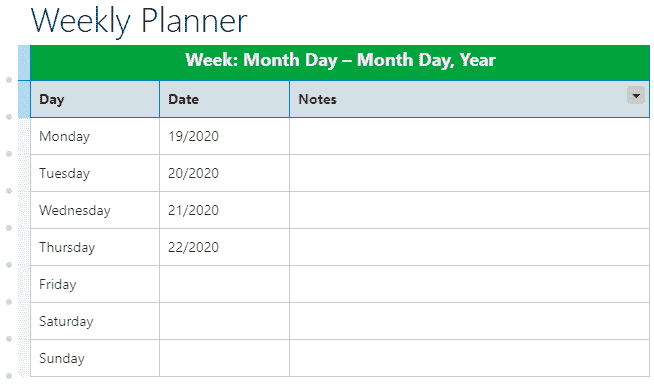 Weekly Planner
Week: Month Day – Month Day, Year
Day Date Notes
Monday 19/2020
Tuesday 20/2020
Wednesday 21/2020
Thursday 22/2020
Friday
Saturday
Sunday